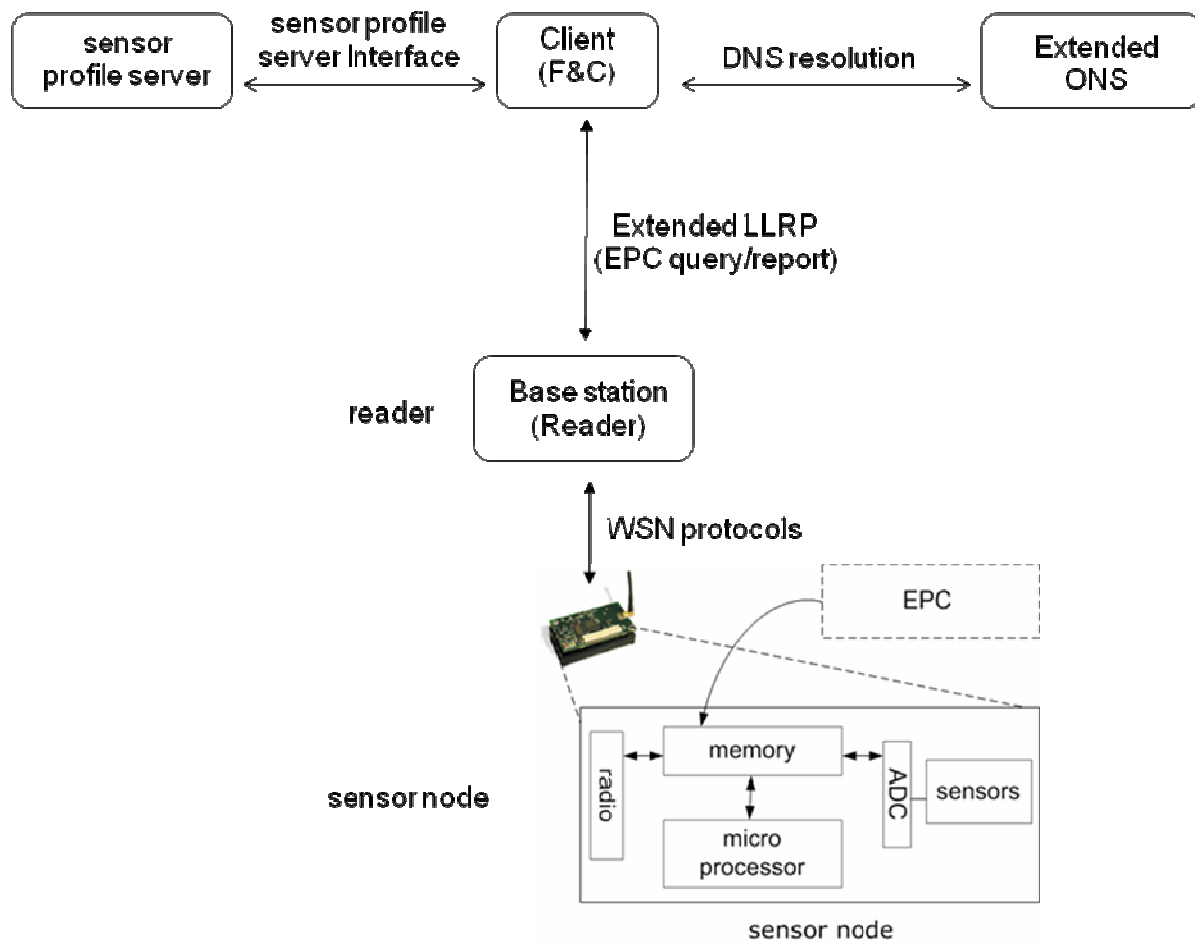 sensor
profile server
sensor profile
server Interface
Client
(F&C)
DNS resolution
Extended
ONS
Extended LLRP
(EPC query/report)
reader
Base station
(Reader)
WSN protocols
EPC
radio
memory
ADC
sensors
sensor node
micro
processor
sensor node